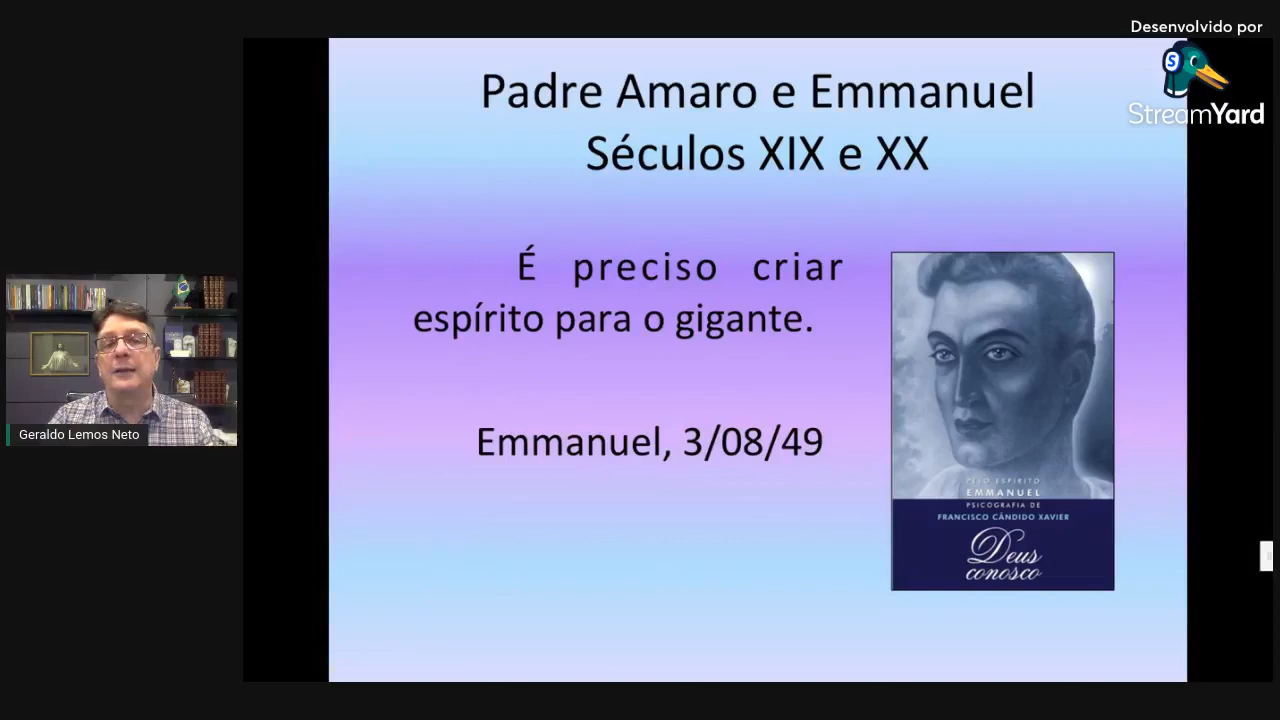 Desenvolvido por
StreamYard
Padre Amaro e Emmanuel
Séculos XIX e XX
É preciso criar
espírito para o gigante.
Emmanuel, 3/08/49
PELO ESPÍRITO
EMMANUEL
PSICOGRAFIA DE
FRANCISCO CÂNDIDO XAVIER
Deus
conosco
Geraldo Lemos Neto